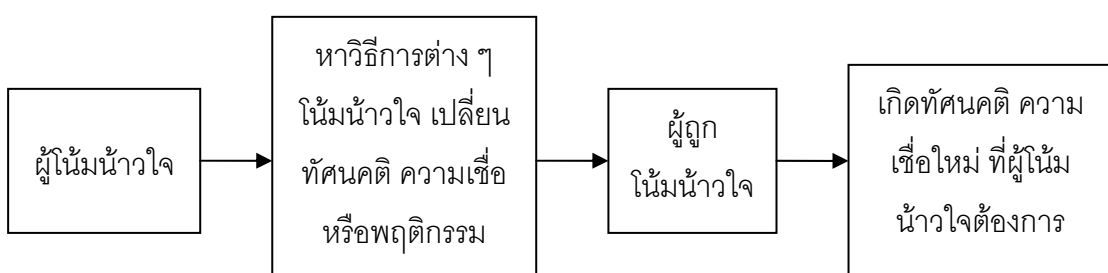 ผู้โน้มน้าวใจ
หาวิธีการต่าง ๆ
โน้มน้าวใจ เปลี่ยน
ทัศนคติ ความเชื่อ
หรือพฤติกรรม
ผู้ถูก
โน้มน้าวใจ
เกิดทัศนคติ ความ
เชื่อใหม่ ที่ผู้โน้ม
น้าวใจต้องการ